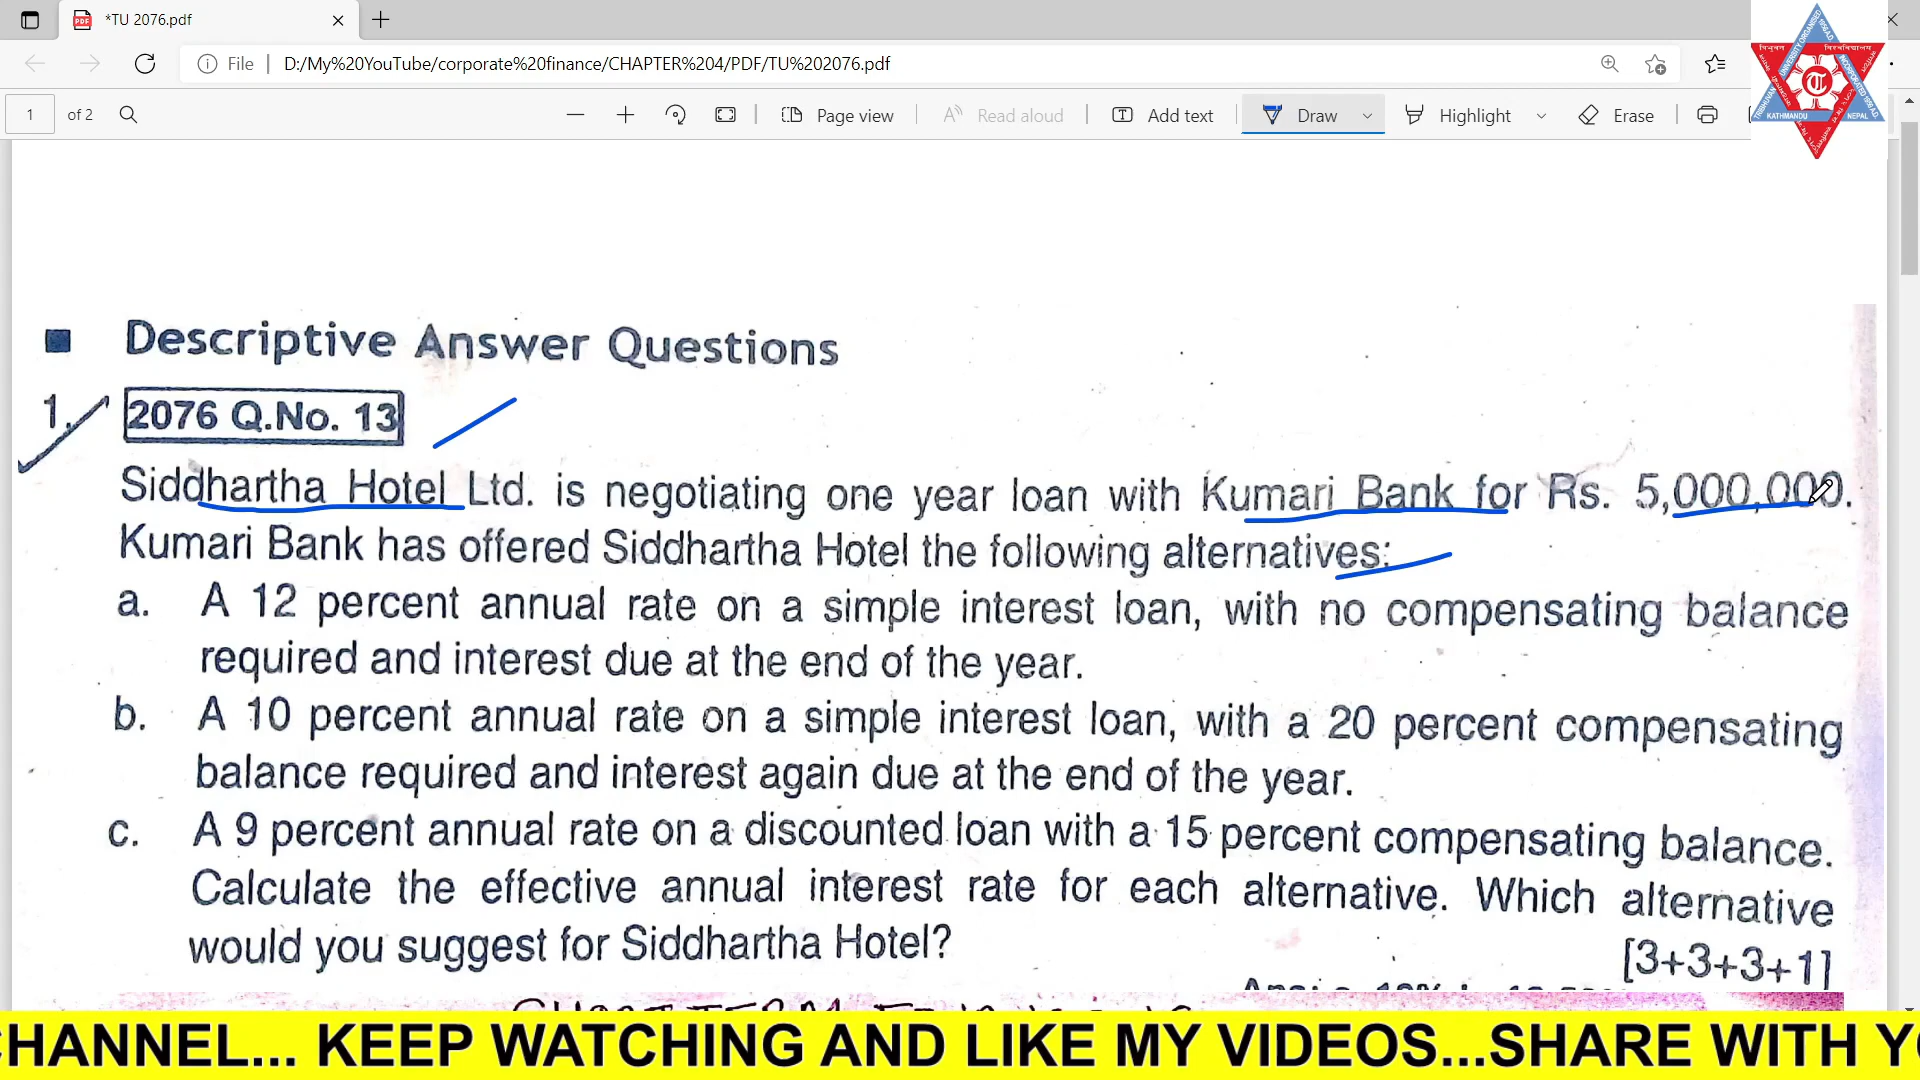 *TU 2076.pdf
File D:/My%20YouTube/corporate%20finance/CHAPTER%204/PDF/TU%202076.pdf
1 of 2 Page view Read aloud Add text Draw Highlight Erase
KATHMANDU NEPAL
Descriptive Answer Questions
1. 2076 Q.No. 13
Siddhartha Hotel Ltd. is negotiating one year loan with Kumari Bank for Rs. 5,000,000.
Kumari Bank has offered Siddhartha Hotel the following alternatives:
a. A 12 percent annual rate on a simple interest loan, with no compensating balance
required and interest due at the end of the year.
b. A 10 percent annual rate on a simple interest loan, with a 20 percent compensating
balance required and interest again due at the end of the year.
c. A 9 percent annual rate on a discounted loan with a 15 percent compensating balance.
Calculate the effective annual interest rate for each alternative. Which alternative
would you suggest for Siddhartha Hotel?
[3+3+3+1]
CHANNEL... KEEP WATCHING AND LIKE MY VIDEOS...SHARE WITH